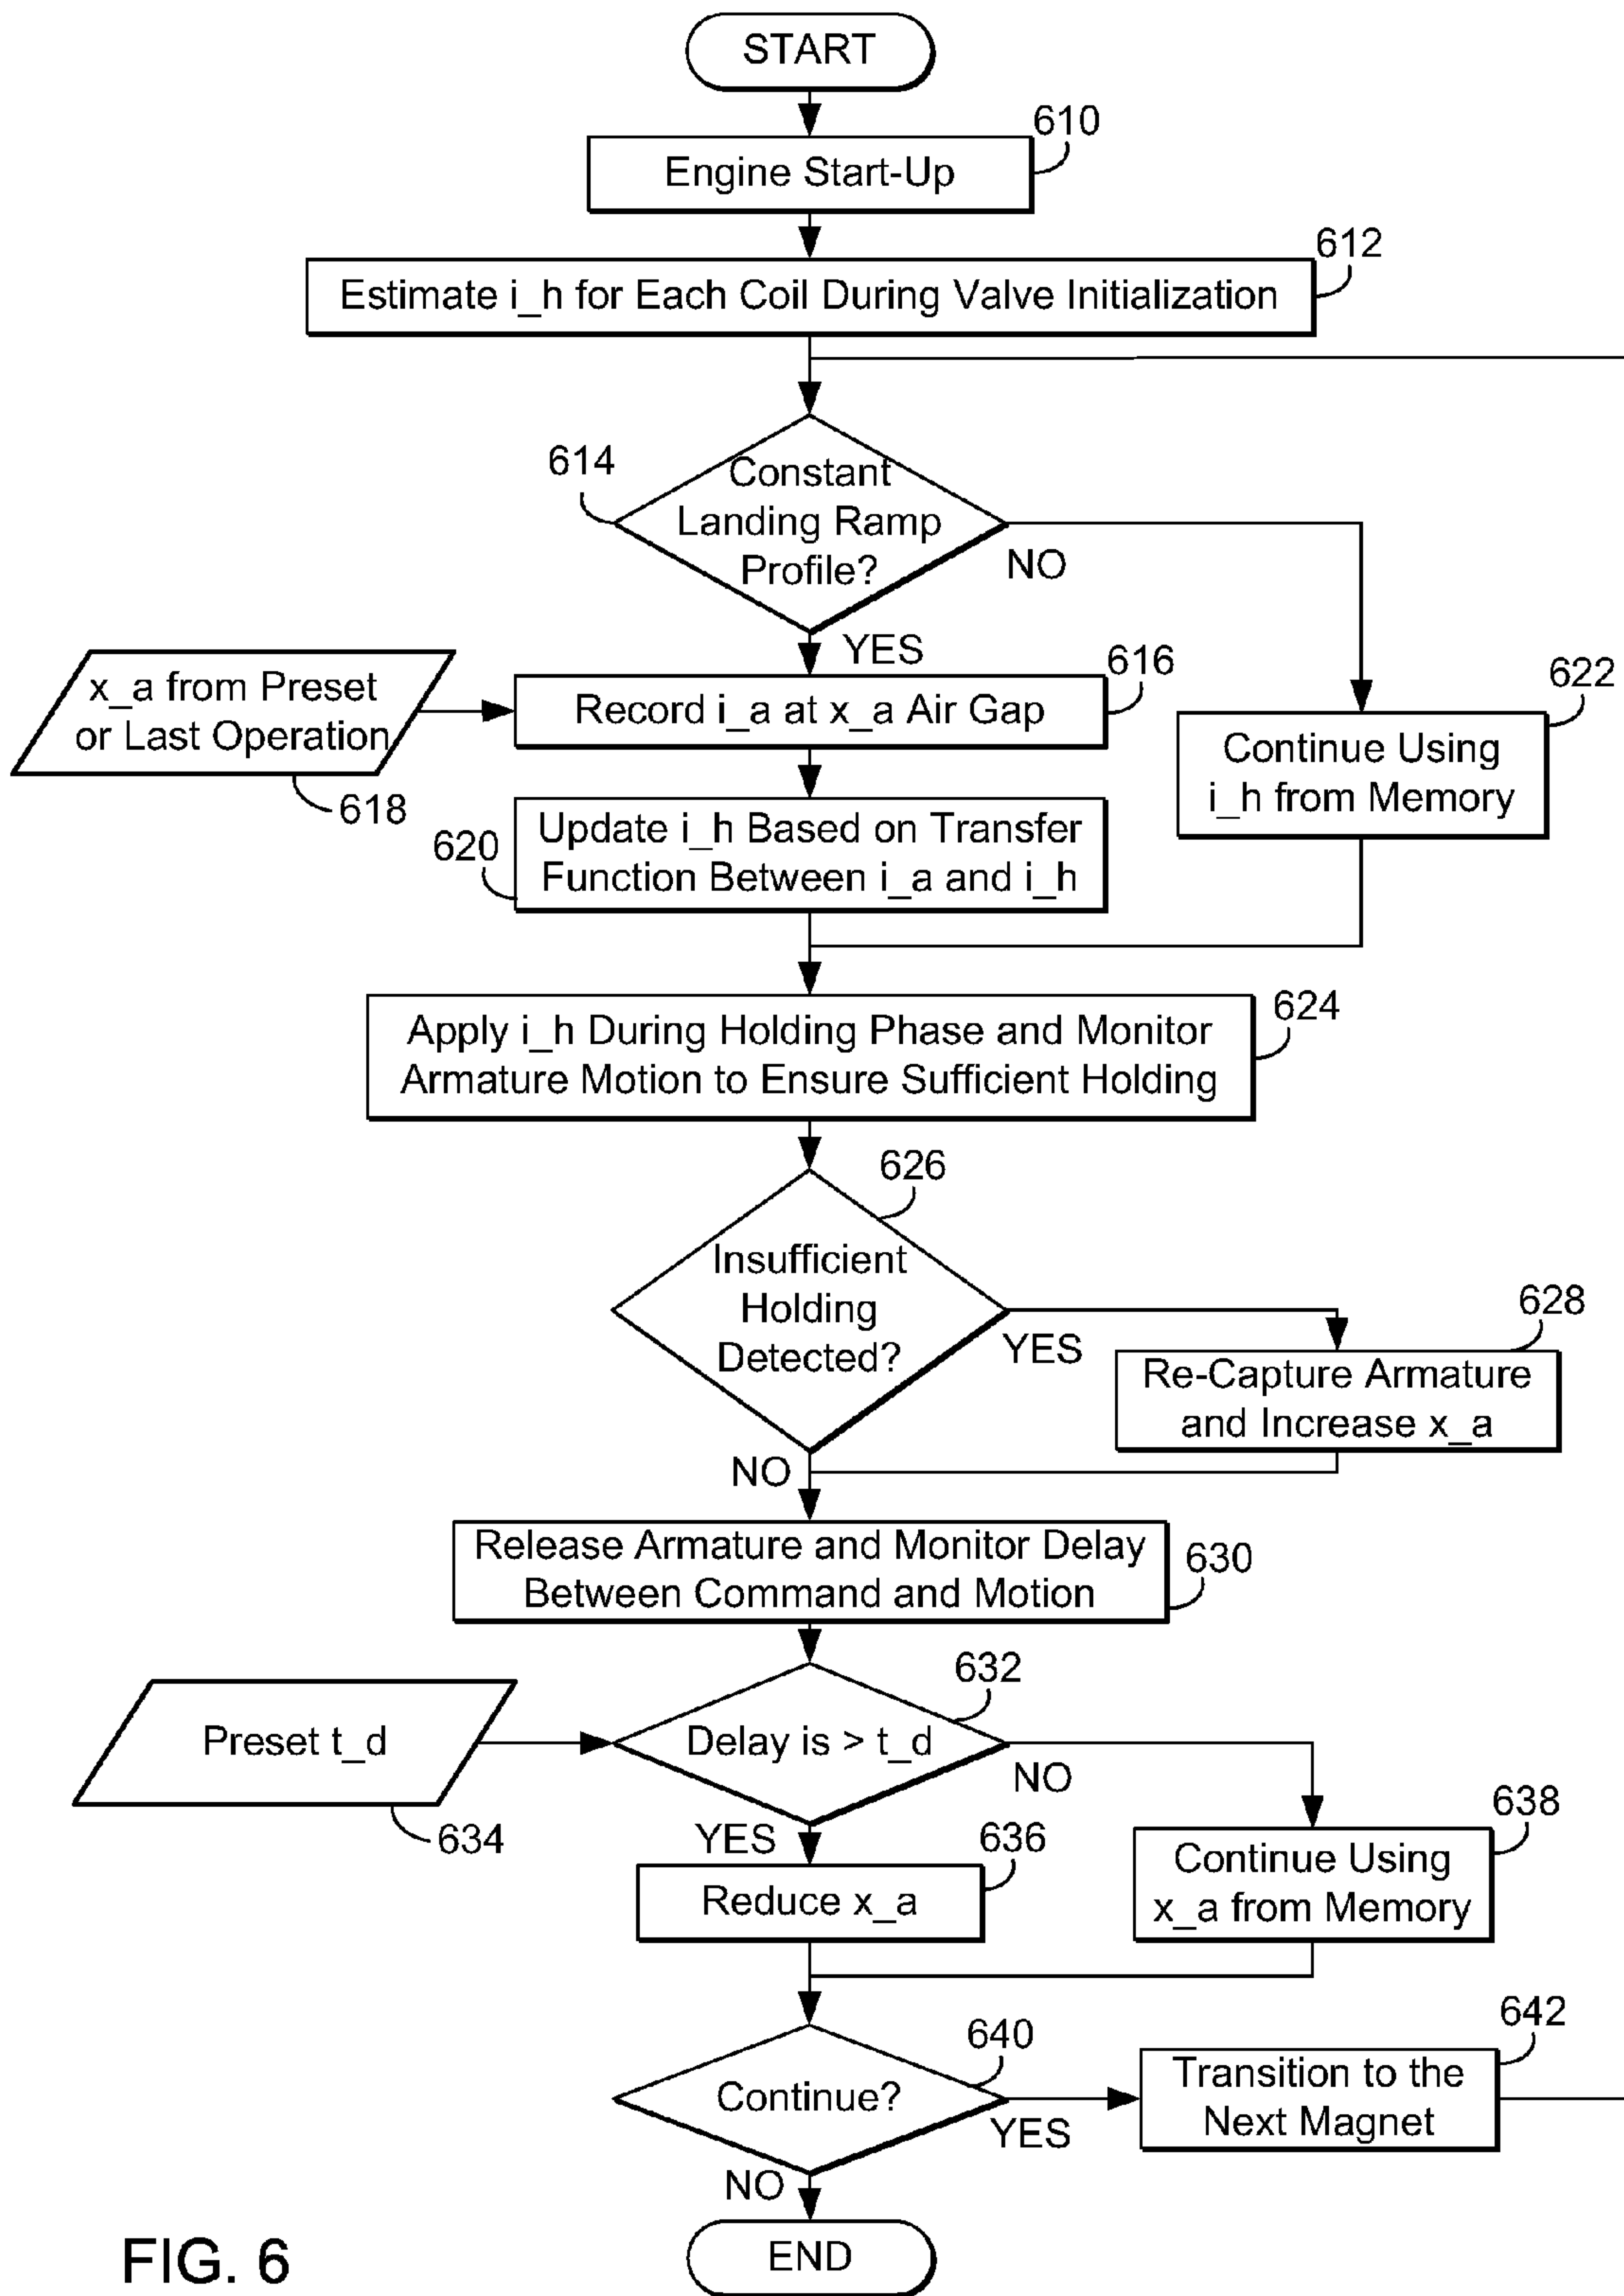 START
610
Engine Start-Up
612
Estimate i_h for Each Coil During Valve Initialization
614
Constant
Landing Ramp
Profile?
NO
YES
x_a from Preset
or Last Operation
618
616
Record i_a at x_a Air Gap
622
Continue Using
i_h from Memory
620
Update i_h Based on Transfer
Function Between i_a and i_h
624
Apply i_h During Holding Phase and Monitor
Armature Motion to Ensure Sufficient Holding
626
Insufficient
Holding
Detected?
YES
628
Re-Capture Armature
and Increase x_a
NO
Release Armature and Monitor Delay
Between Command and Motion
630
632
Preset t_d
634
Delay is > t_d
NO
YES
636
Reduce x_a
638
Continue Using
x_a from Memory
640
Continue?
YES
642
Transition to the
Next Magnet
NO
END
FIG. 6